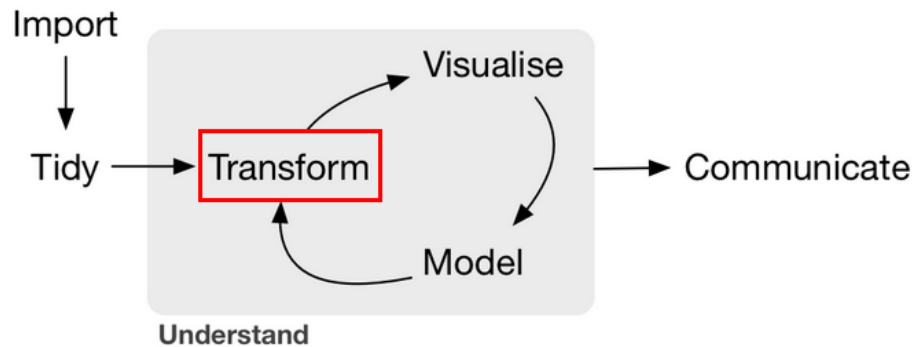 Import
Visualise
Tidy
Transform
Communicate
Model
Understand